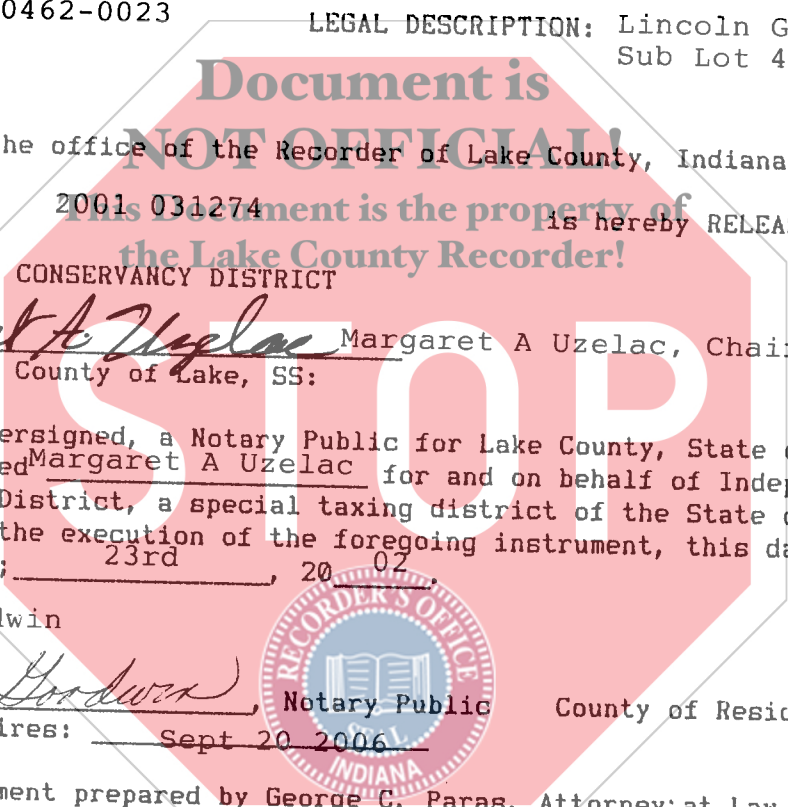 0462-0023
LEGAL DESCRIPTION: Lincoln G
Sub Lot 4
Document is
NOT OFFICIAL!
he office of the Recorder of Lake County, Indiana
This Document is the property of
2001 031274 is hereby RELEA
the Lake County Recorder!
CONSERVANCY DISTRICT
STOP
A. Uzelac Margaret A Uzelac, Chai
County of Lake, SS:
ersigned, a Notary Public for Lake County, State
ed Margaret A Uzelac for and on behalf of Inde
District, a special taxing district of the State
the execution of the foregoing instrument, this da
; 23rd, 20 02.
dwin
RECORDER'S OFFICE
Goodwin, Notary Public County of Resid
SEAL
ires: Sept 20 2006
INDIANA
ment prepared by George C. Paras, Attorney at Law